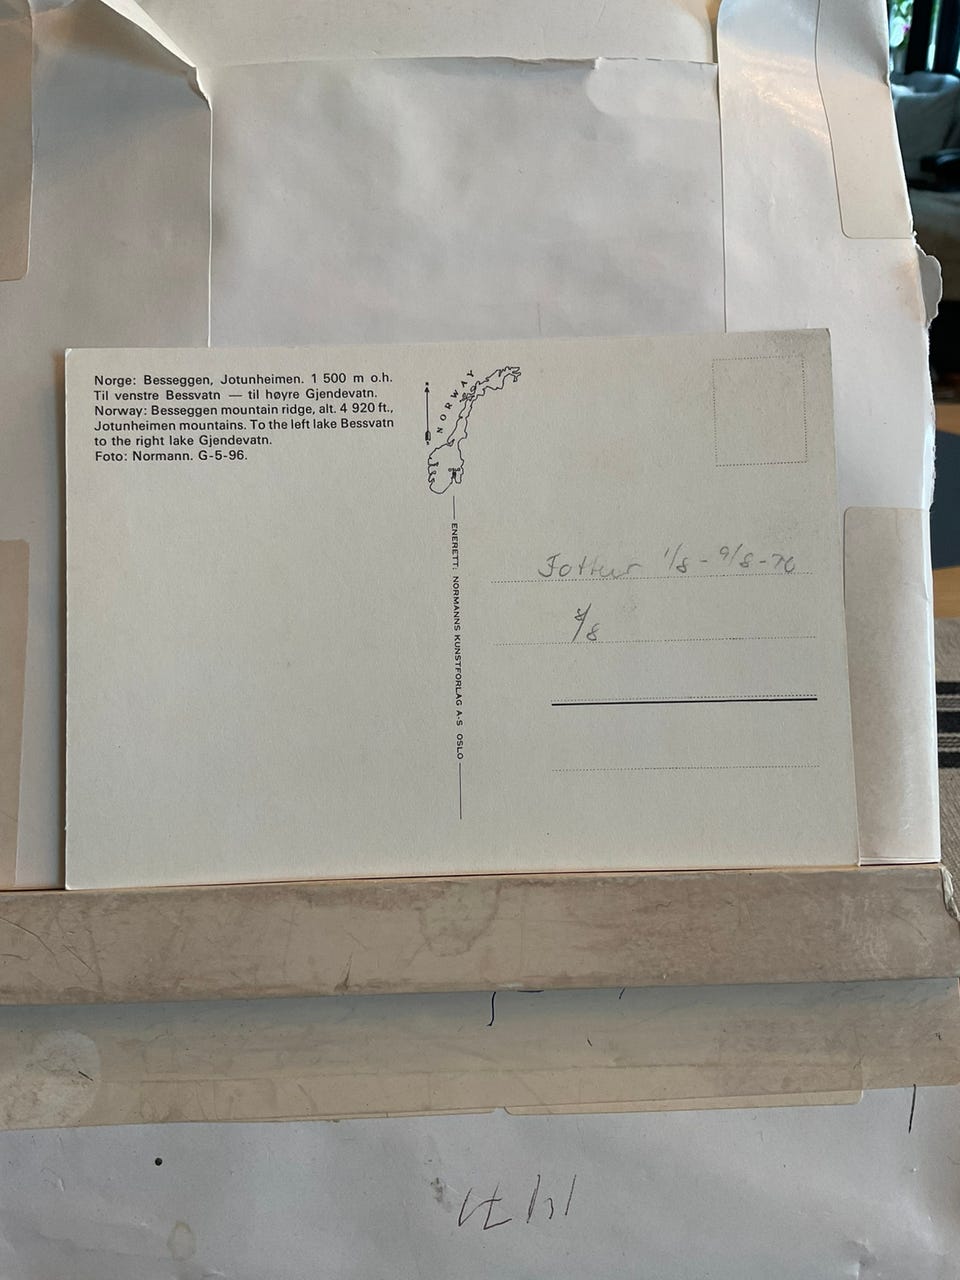 Norge: Besseggen, Jotunheimen. 1 500 m o.h.
Til venstre Bessvatn — til høyre Gjendevatn.
Norway: Besseggen mountain ridge, alt. 4 920 ft.,
Jotunheimen mountains. To the left lake Bessvatn
to the right lake Gjendevatn.
Foto: Normann. G-5-96.
NORWAY
ENERETT: NORMANNS KUNSTFORLAG A-S OSLO
Fottur 1/8 - 9/8 - 76
8/8